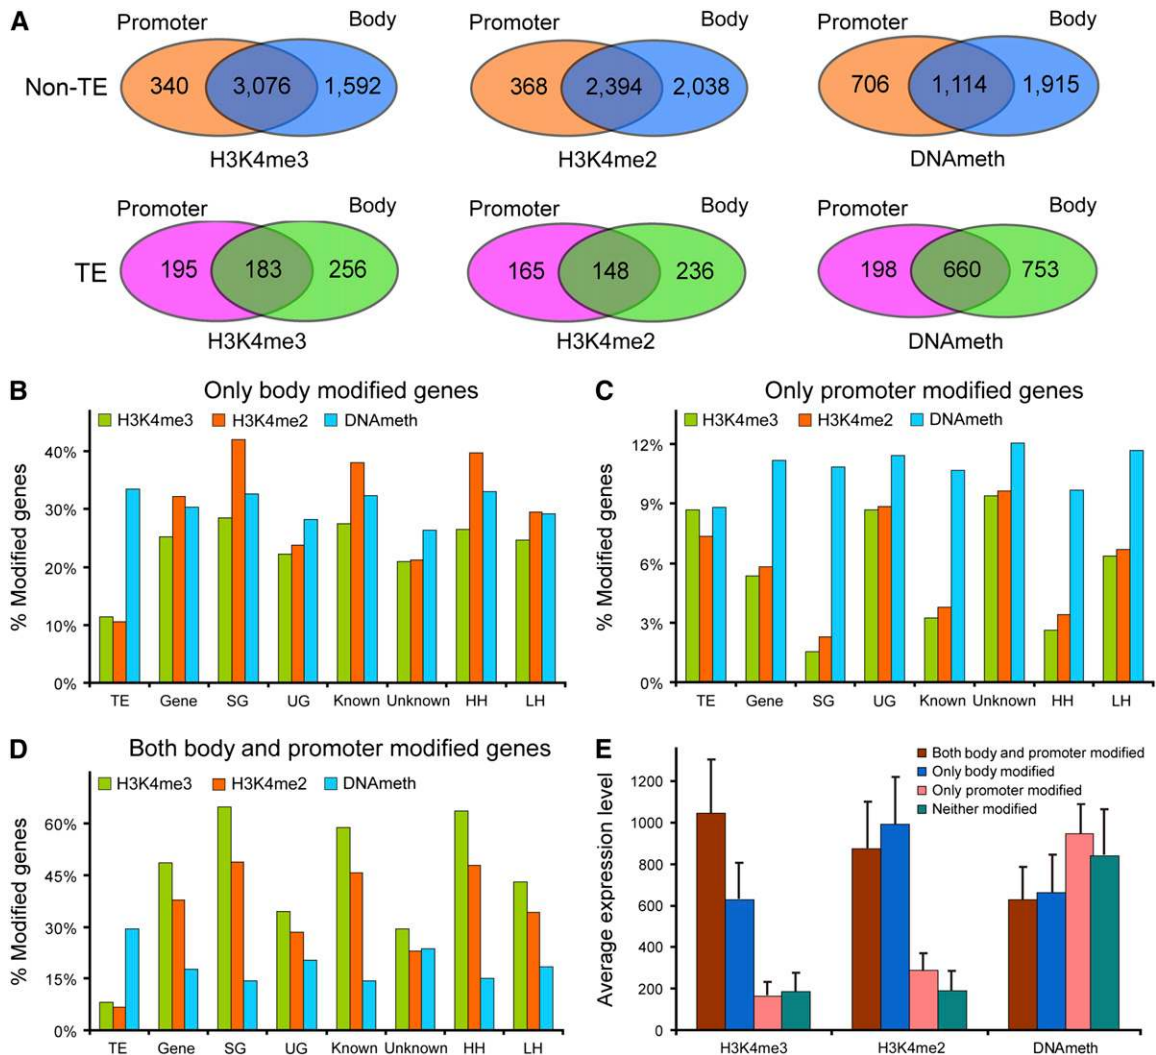 A
Promoter Body Promoter Body Promoter Body
Non-TE 340 3,076 1,592 368 2,394 2,038 706 1,114 1,915
H3K4me3 H3K4me2 DNAmeth
Promoter Body Promoter Body Promoter Body
TE 195 183 256 165 148 236 198 660 753
H3K4me3 H3K4me2 DNAmeth
B Only body modified genes
H3K4me3 H3K4me2 DNAmeth
% Modified genes
40%
30%
20%
10%
0%
TE Gene SG UG Known Unknown HH LH
C Only promoter modified genes
H3K4me3 H3K4me2 DNAmeth
% Modified genes
12%
9%
6%
3%
0%
TE Gene SG UG Known Unknown HH LH
D Both body and promoter modified genes
H3K4me3 H3K4me2 DNAmeth
% Modified genes
60%
45%
30%
15%
0%
TE Gene SG UG Known Unknown HH LH
E
Both body and promoter modified
Only body modified
Only promoter modified
Neither modified
Average expression level
1200
1000
800
600
400
200
0
H3K4me3 H3K4me2 DNAmeth